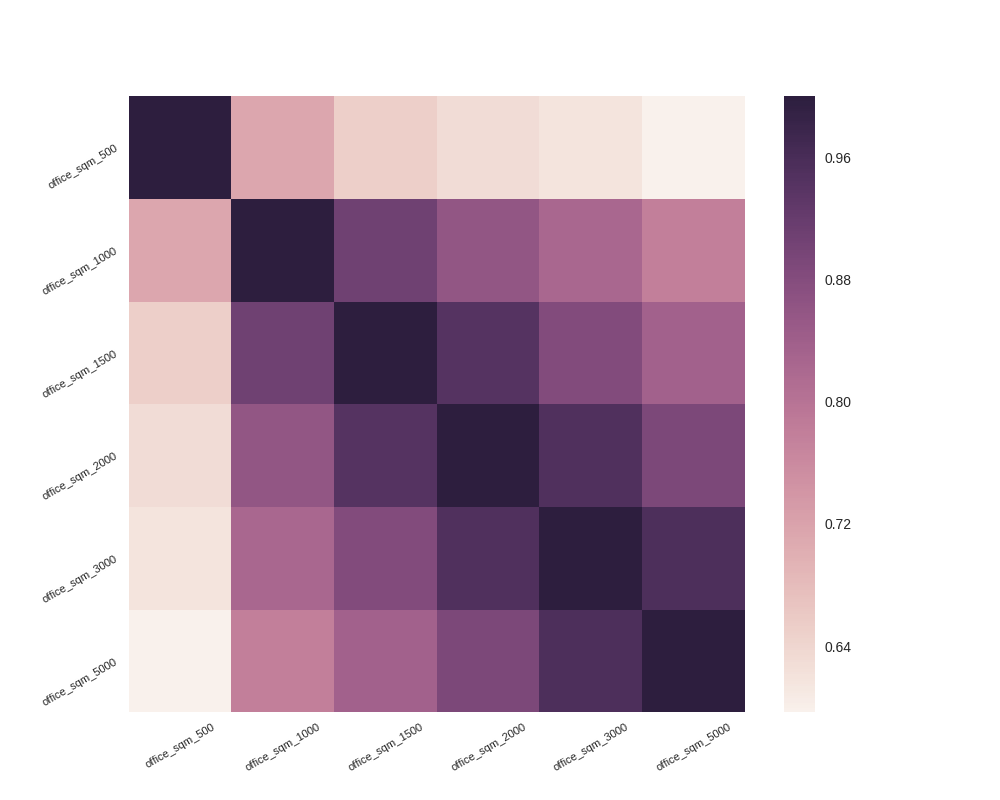 office_sqm_500
office_sqm_1000
office_sqm_1500
office_sqm_2000
office_sqm_3000
office_sqm_5000
office_sqm_500
office_sqm_1000
office_sqm_1500
office_sqm_2000
office_sqm_3000
office_sqm_5000
0.96
0.88
0.80
0.72
0.64